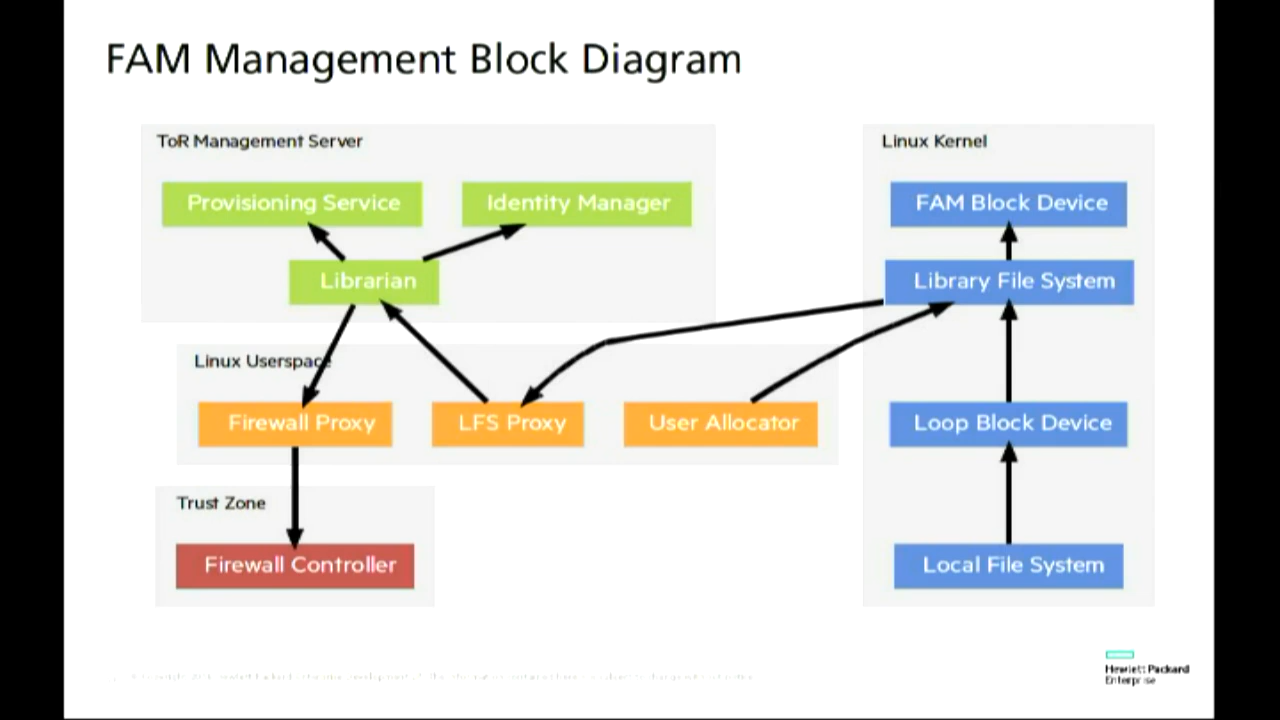 FAM Management Block Diagram
ToR Management Server
Linux Kernel
Provisioning Service
Identity Manager
FAM Block Device
Librarian
Library File System
Linux Userspace
Firewall Proxy
LFS Proxy
User Allocator
Loop Block Device
Trust Zone
Firewall Controller
Local File System
Hewlett Packard
Enterprise